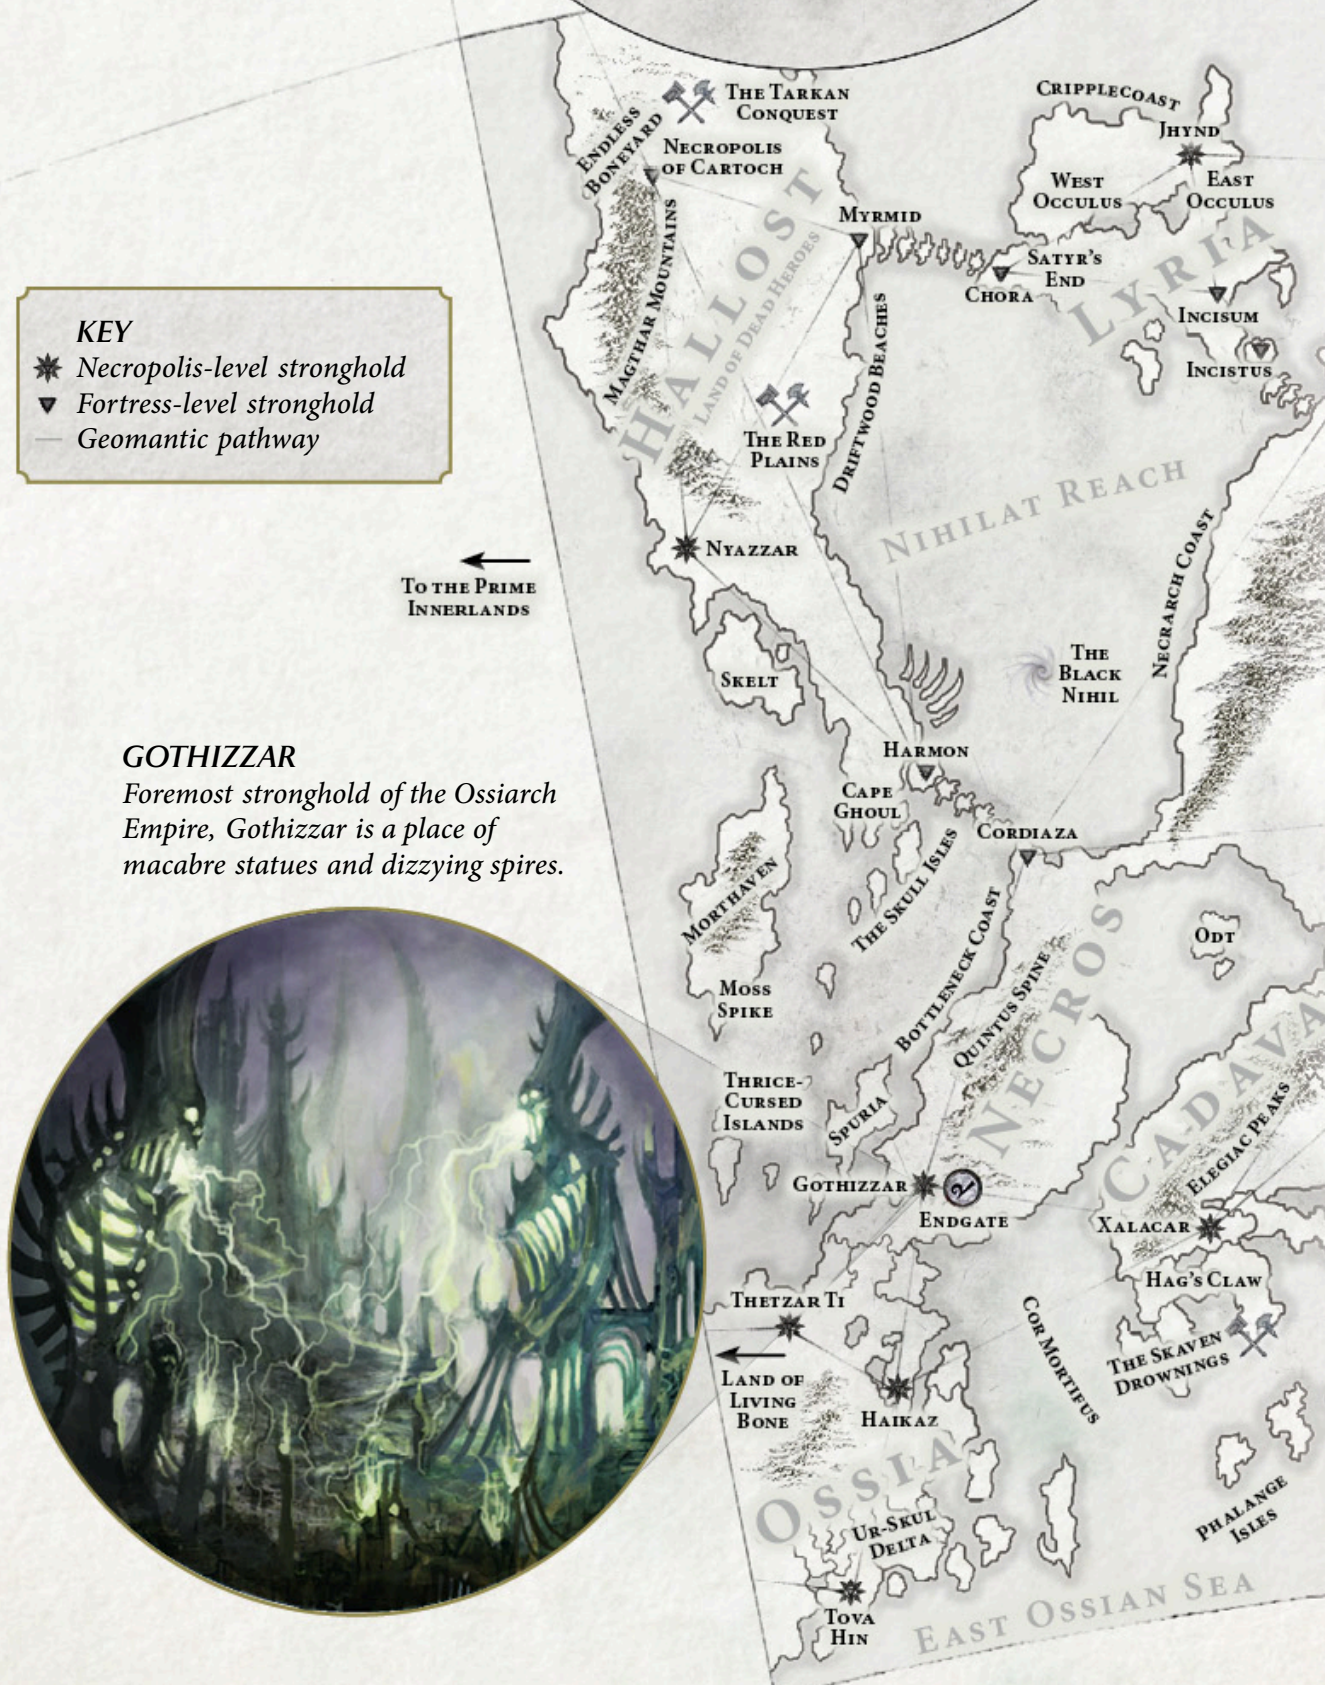 THE TARKAN
CONQUEST
ENDLESS
BONEYARD
NECROPOLIS
OF CARTOCH
CRIPPLECOAST
JHYND
WEST
OCCULUS
EAST
OCCULUS
MYRMID
SATYR'S
END
CHORA
LYRIA
INCISUM
INCISTUS
MAGTHAR MOUNTAINS
HALLOST
LAND OF DEAD HEROES
DRIFTWOOD BEACHES
KEY
Necropolis-level stronghold
Fortress-level stronghold
Geomantic pathway
THE RED
PLAINS
NIHILAT REACH
NYAZZAR
TO THE PRIME
INNERLANDS
NECRARCH COAST
SKELT
THE
BLACK
NIHIL
GOTHIZZAR
Foremost stronghold of the Ossiarch
Empire, Gothizzar is a place of
macabre statues and dizzying spires.
HARMON
CAPE
GHOUL
CORDIAZA
THE SKULL ISLES
MORTHAVEN
MOSS
SPIKE
BOTTLENECK COAST
QUINTUS SPINE
NECROS
ODT
CADAVA
ELEGIAC PEAKS
THRICE-
CURSED
ISLANDS
SPURIA
GOTHIZZAR
2
ENDGATE
XALACAR
HAG'S CLAW
THETZAR TI
THE SKAVEN
DROWNINGS
COR MORTIFUS
LAND OF
LIVING
BONE
HAIKAZ
OSSIA
UR-SKUL
DELTA
PHALANGE
ISLES
TOVA
HIN
EAST OSSIAN SEA